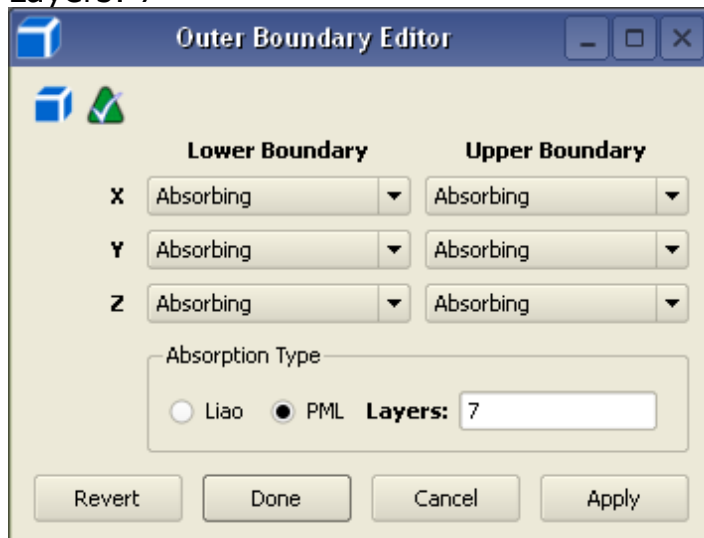 Layers: 7
Outer Boundary Editor
Lower Boundary Upper Boundary
X Absorbing Absorbing
Y Absorbing Absorbing
Z Absorbing Absorbing
Absorption Type
Liao PML Layers: 7
Revert Done Cancel Apply